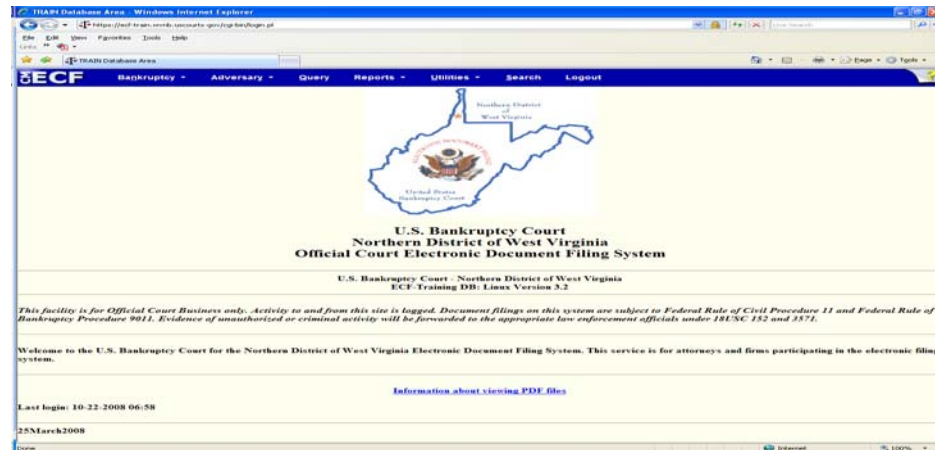 TRAIN Database Area - Windows Internet Explorer
https://ecf-train.wvnb.uscourts.gov/cgi-bin/login.pl
Live Search
File Edit View Favorites Tools Help
Links
TRAIN Database Area
Page Tools
ECF Bankruptcy Adversary Query Reports Utilities Search Logout
Northern District
of
West Virginia
ELECTRONIC DOCUMENT FILING
United States
Bankruptcy Court
U.S. Bankruptcy Court
Northern District of West Virginia
Official Court Electronic Document Filing System
U.S. Bankruptcy Court - Northern District of West Virginia
ECF-Training DB: Linux Version 3.2
This facility is for Official Court Business only. Activity to and from this site is logged. Document filings on this system are subject to Federal Rule of Civil Procedure 11 and Federal Rule of
Bankruptcy Procedure 9011. Evidence of unauthorized or criminal activity will be forwarded to the appropriate law enforcement officials under 18USC 152 and 3571.
Welcome to the U.S. Bankruptcy Court for the Northern District of West Virginia Electronic Document Filing System. This service is for attorneys and firms participating in the electronic filing
system.
Information about viewing PDF files
Last login: 10-22-2008 06:58
25March2008
Done Internet 100%